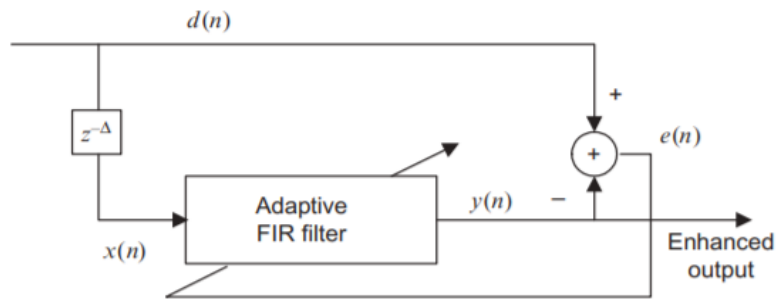 d(n)
+
z^{-Δ}
+
e(n)
Adaptive
FIR filter
y(n)
−
x(n)
Enhanced
output